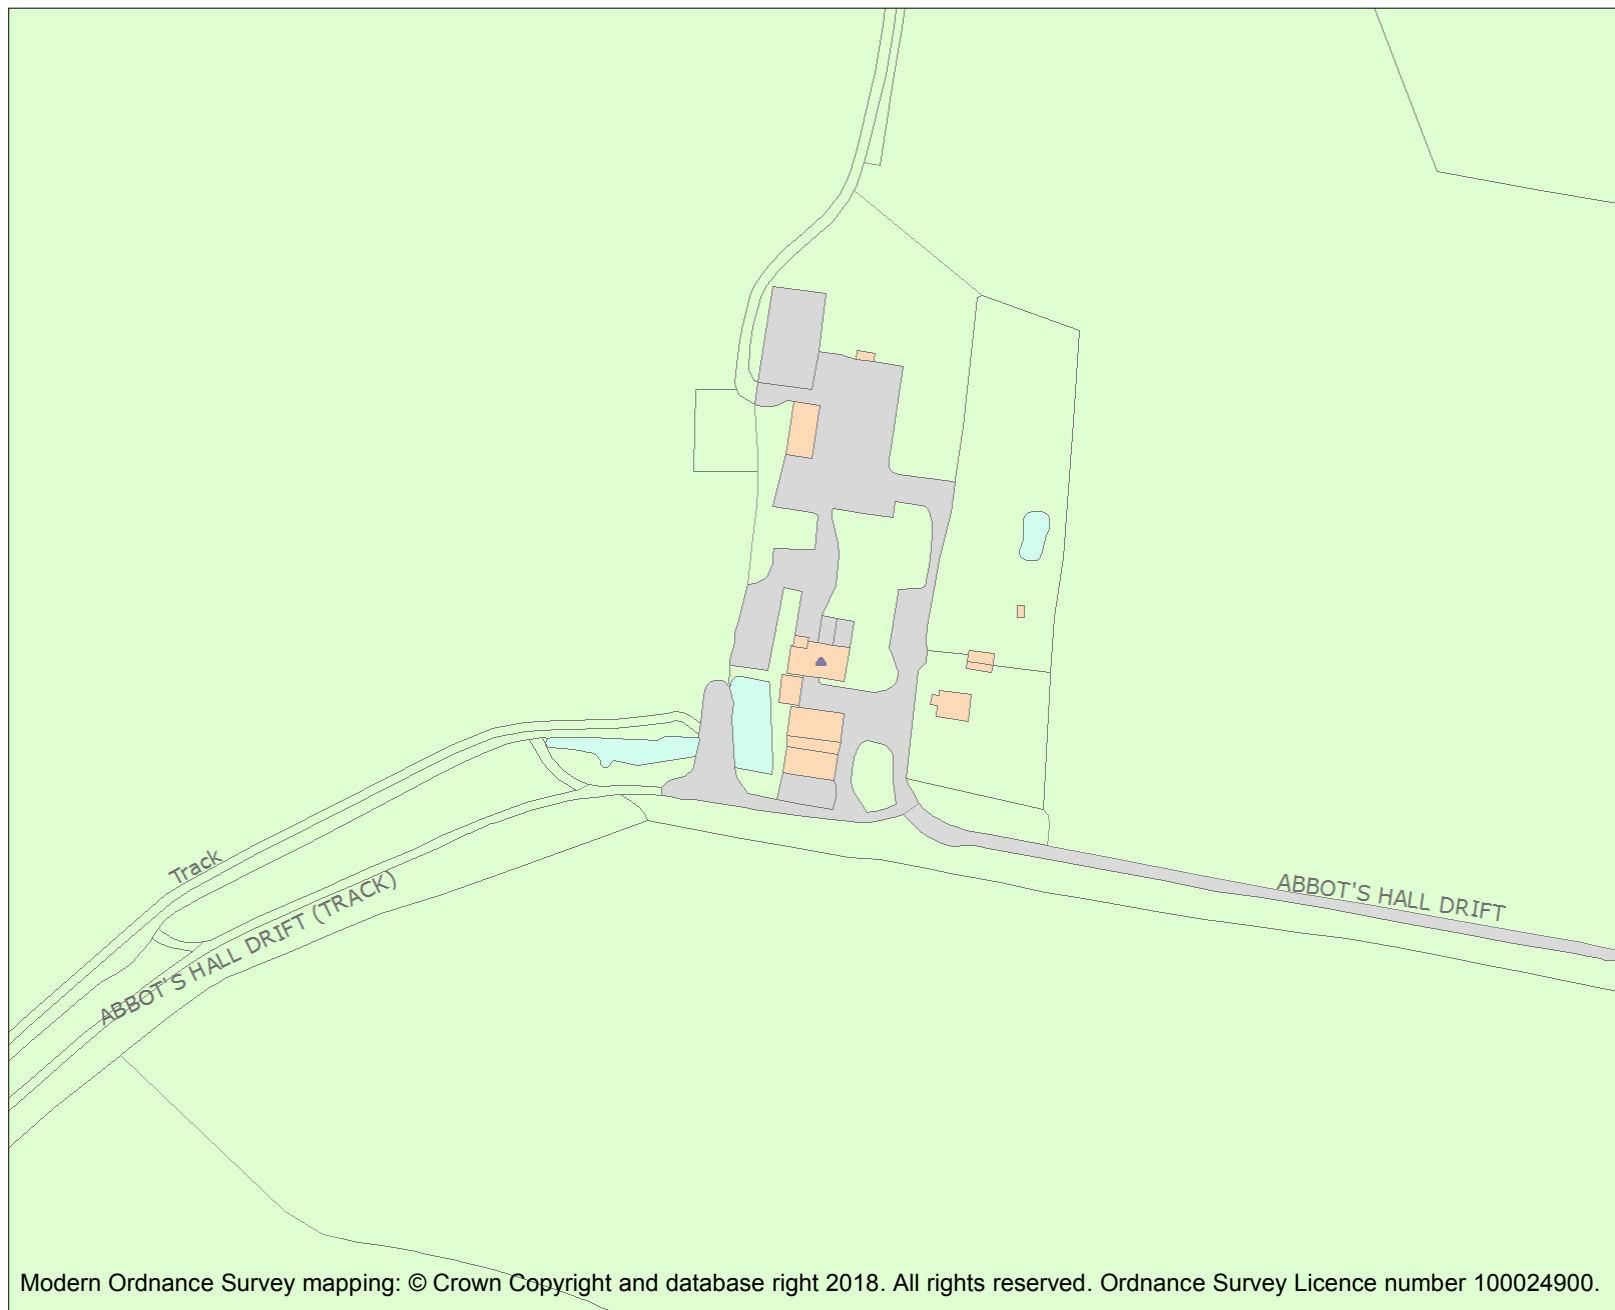 Track
ABBOT'S HALL DRIFT (TRACK)
ABBOT'S HALL DRIFT
Modern Ordnance Survey mapping: © Crown Copyright and database right 2018. All rights reserved. Ordnance Survey Licence number 100024900.